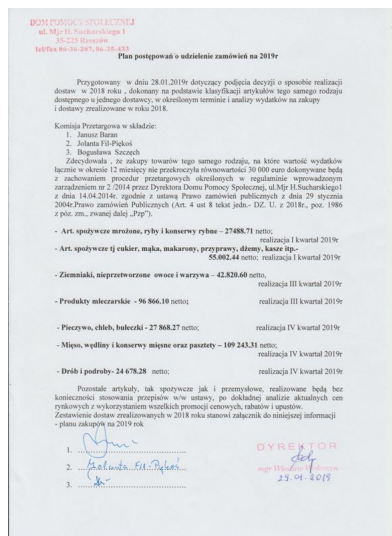 DOM POMOCY SPOŁECZNEJ
ul. Mjr H. Sucharskiego 1
35-225 Rzeszów
Plan postępowań o udzielenie zamówień na 2019r
Przygotowany w dniu 28.01.2019r dotyczący podjęcia decyzji o sposobie realizacji
dostaw w 2018 roku , dokonany na podstawie klasyfikacji artykułów tego samego rodzaju
dostępnego u jednego dostawcy, w określonym terminie i analizy wydatków na zakupy
i dostawy zrealizowane w roku 2018.
Komisja Przetargowa w składzie:
1. Janusz Baran
2. Jolanta Fil-Piękoś
3. Bogusława Szczęch
Zdecydowała , że zakupy towarów tego samego rodzaju, na które wartość wydatków
łącznie w okresie 12 miesięcy nie przekroczyła równowartości 30 000 euro dokonywane będą
z zachowaniem procedur przetargowych określonych w regulaminie wprowadzonym
zarządzeniem nr 2 /2014 przez Dyrektora Domu Pomocy Społecznej, ul.Mjr H.Sucharskiego1
z dnia 14.04.2014r. zgodnie z ustawą Prawo zamówień publicznych z dnia 29 stycznia
2004r.Prawo zamówień Publicznych (Art. 4 ust 8 tekst jedn.- DZ. U. z 2018r., poz. 1986
z póz. zm., zwanej dalej „Pzp”).
- Art. spożywcze mrożone, ryby i konserwy rybne – 27488.71 netto;
realizacja I kwartał 2019r
- Art. spożywcze tj cukier, mąka, makarony, przyprawy, dżemy, kasze itp.-
55.002.44 netto; realizacja I kwartał 2019r
- Ziemniaki, nieprzetworzone owoce i warzywa – 42.820.60 netto,
realizacja III kwartał 2019r
- Produkty mleczarskie - 96 866.10 netto; realizacja III kwartał 2019r
- Pieczywo, chleb, bułeczki - 27 868.27 netto; realizacja IV kwartał 2019r
- Mięso, wędliny i konserwy mięsne oraz pasztety – 109 243.31 netto;
realizacja IV kwartał 2019r
- Drób i podroby- 24 678.28 netto; realizacja IV kwartał 2019r
Pozostałe artykuły, tak spożywcze jak i przemysłowe, realizowane będą bez
konieczności stosowania przepisów w/w ustawy, po dokładnej analizie aktualnych cen
rynkowych z wykorzystaniem wszelkich promocji cenowych, rabatów i upustów.
Zestawienie dostaw zrealizowanych w 2018 roku stanowi załącznik do niniejszej informacji
- planu zakupów na 2019 rok
1.
2. Jolanta Fil-Piękoś
3.
DYREKTOR
mgr
29.01.2019